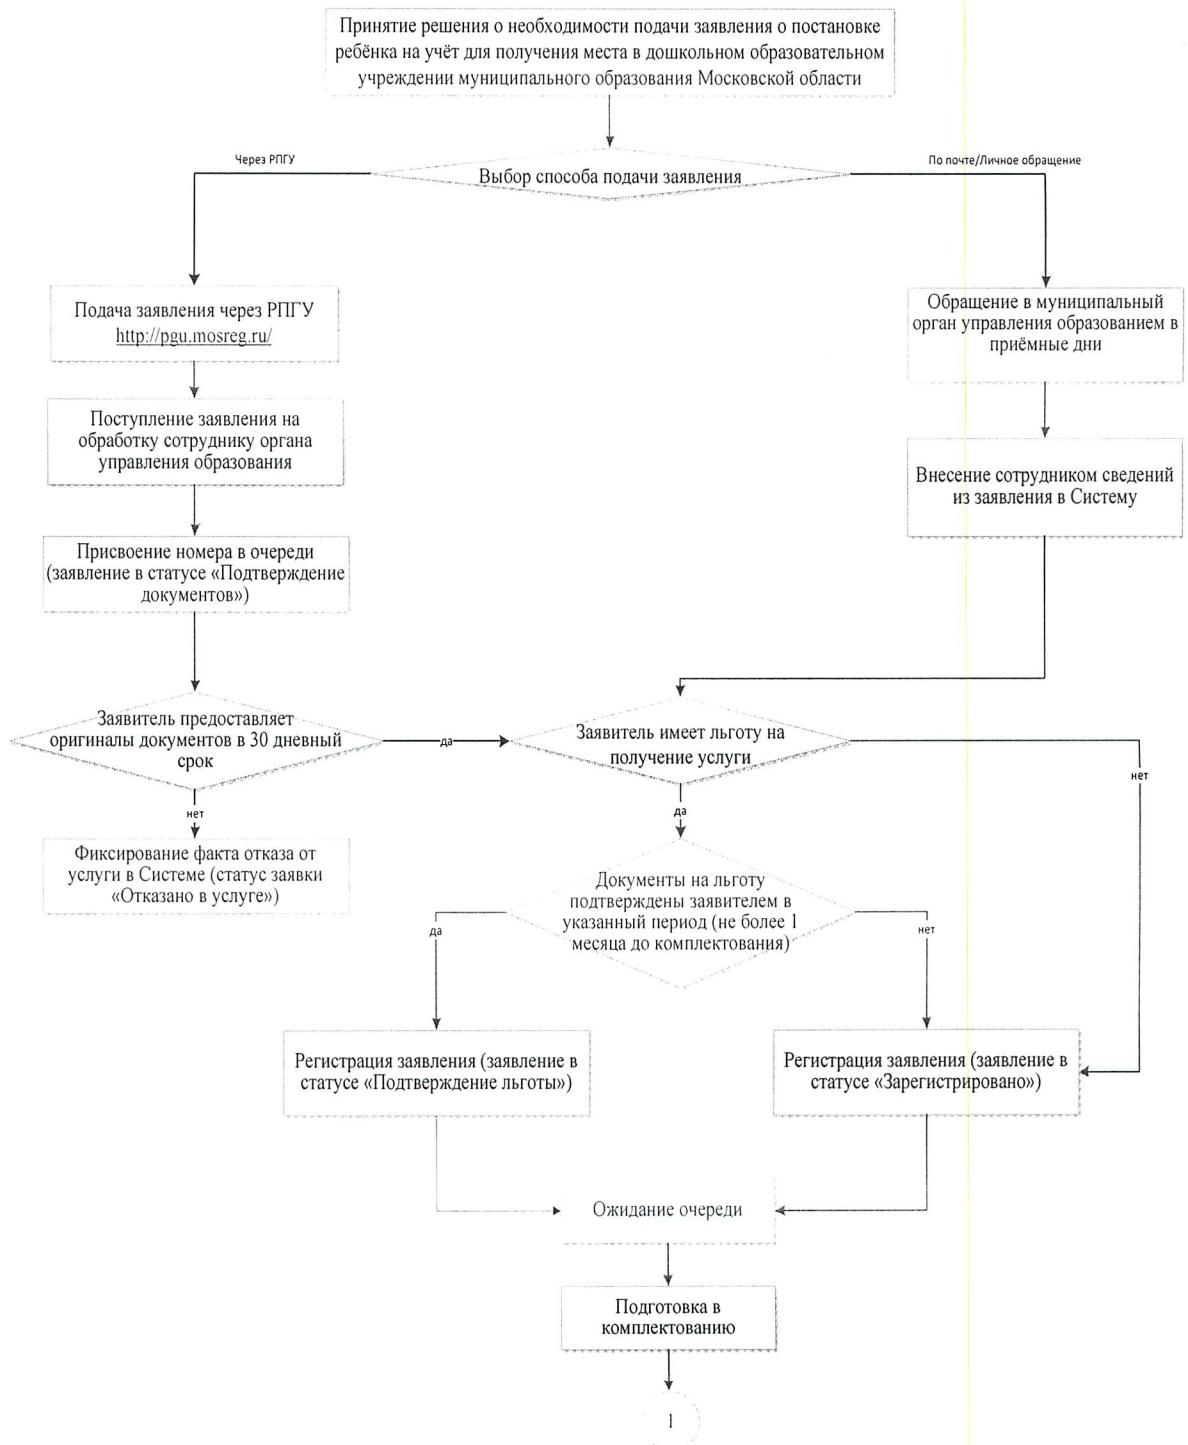 Принятие решения о необходимости подачи заявления о постановке
ребёнка на учёт для получения места в дошкольном образовательном
учреждении муниципального образования Московской области
Через РПГУ
Выбор способа подачи заявления
По почте/Личное обращение
Подача заявления через РПГУ
http://pgu.mosreg.ru/
Обращение в муниципальный
орган управления образованием в
приёмные дни
Поступление заявления на
обработку сотруднику органа
управления образования
Внесение сотрудником сведений
из заявления в Систему
Присвоение номера в очереди
(заявление в статусе «Подтверждение
документов»)
Заявитель предоставляет
оригиналы документов в 30 дневный
срок
да
Заявитель имеет льготу на
получение услуги
нет
нет
да
Фиксирование факта отказа от
услуги в Системе (статус заявки
«Отказано в услуге»)
Документы на льготу
подтверждены заявителем в
указанный период (не более 1
месяца до комплектования)
да
нет
Регистрация заявления (заявление в
статусе «Подтверждение льготы»)
Регистрация заявления (заявление в
статусе «Зарегистрировано»)
Ожидание очереди
Подготовка в
комплектованию
1